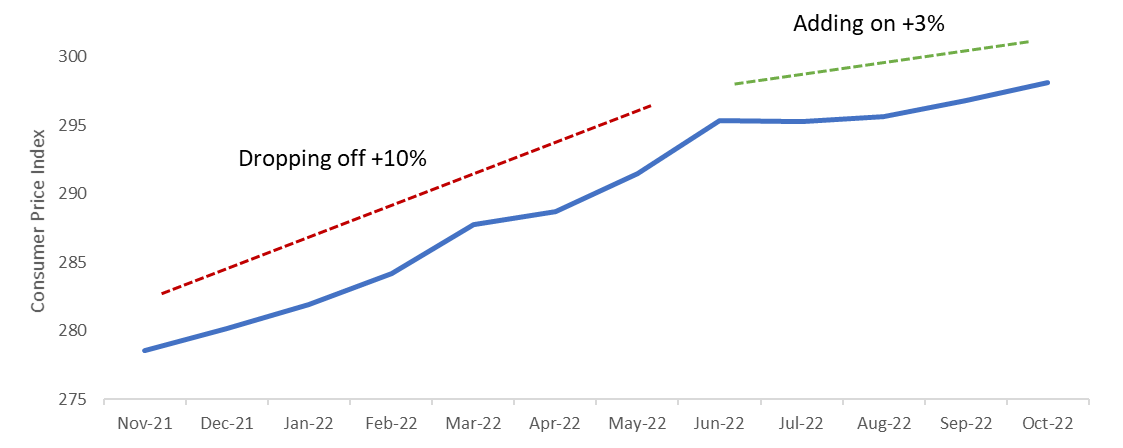 Adding on +3%
Dropping off +10%
Consumer Price Index
300
295
290
285
280
275
Nov-21 Dec-21 Jan-22 Feb-22 Mar-22 Apr-22 May-22 Jun-22 Jul-22 Aug-22 Sep-22 Oct-22